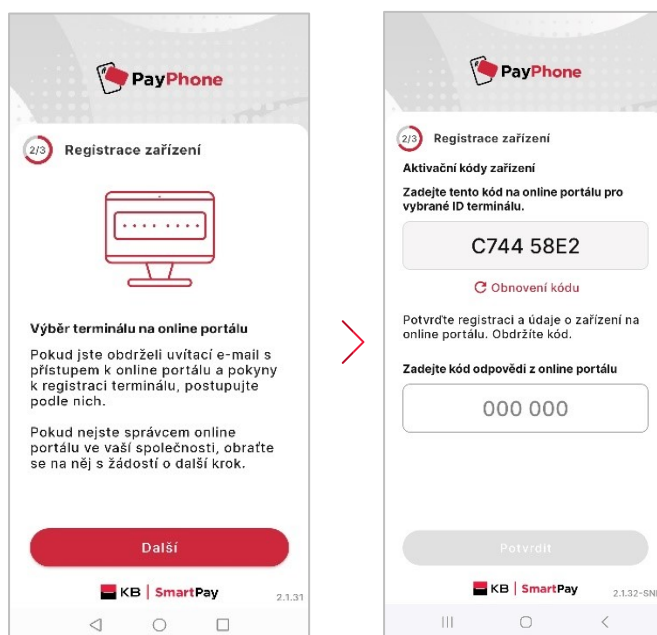 PayPhone
2/3 Registrace zařízení
Výběr terminálu na online portálu
Pokud jste obdrželi uvítací e-mail s
přístupem k online portálu a pokyny
k registraci terminálu, postupujte
podle nich.
Pokud nejste správcem online
portálu ve vaší společnosti, obraťte
se na něj s žádostí o další krok.
Další
KB | SmartPay
2.1.31
PayPhone
2/3 Registrace zařízení
Aktivační kódy zařízení
Zadejte tento kód na online portálu pro
vybrané ID terminálu.
C744 58E2
Obnovení kódu
Potvrďte registraci a údaje o zařízení na
online portálu. Obdržíte kód.
Zadejte kód odpovědi z online portálu
000 000
Potvrdit
KB | SmartPay